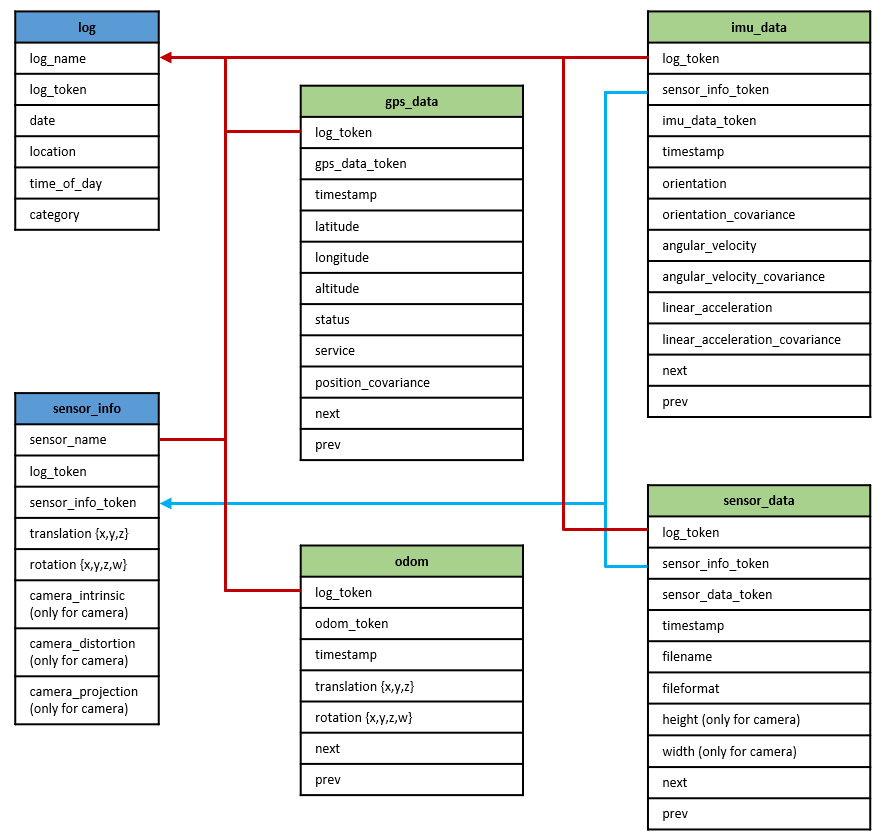 log
log_name
log_token
date
location
time_of_day
category
sensor_info
sensor_name
log_token
sensor_info_token
translation {x,y,z}
rotation {x,y,z,w}
camera_intrinsic
(only for camera)
camera_distortion
(only for camera)
camera_projection
(only for camera)
gps_data
log_token
gps_data_token
timestamp
latitude
longitude
altitude
status
service
position_covariance
next
prev
odom
log_token
odom_token
timestamp
translation {x,y,z}
rotation {x,y,z,w}
next
prev
imu_data
log_token
sensor_info_token
imu_data_token
timestamp
orientation
orientation_covariance
angular_velocity
angular_velocity_covariance
linear_acceleration
linear_acceleration_covariance
next
prev
sensor_data
log_token
sensor_info_token
sensor_data_token
timestamp
filename
fileformat
height (only for camera)
width (only for camera)
next
prev